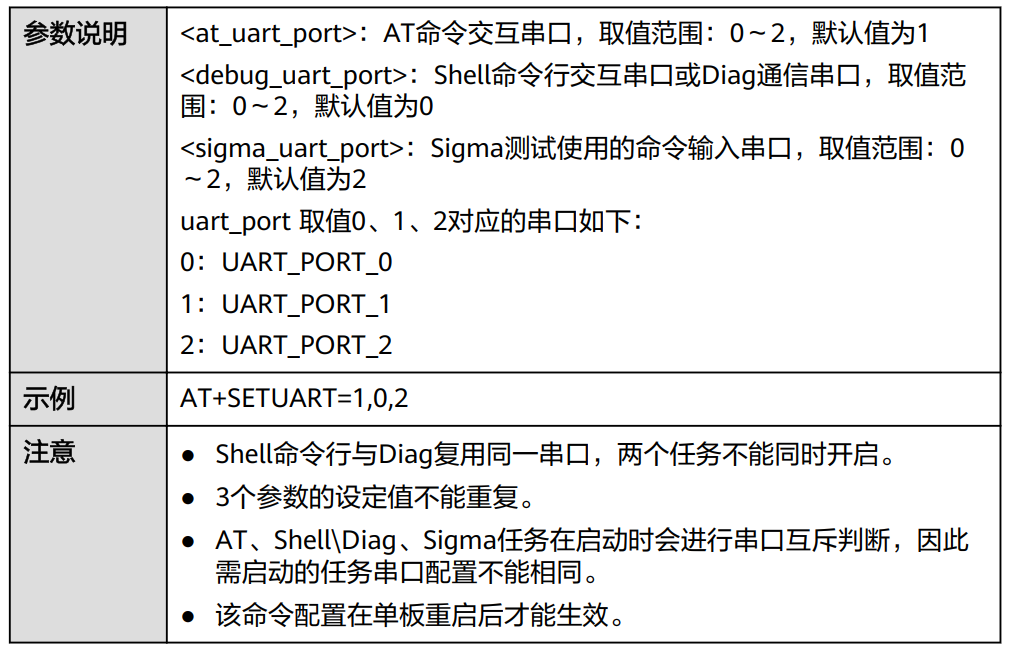 参数说明
<at_uart_port>：AT命令交互串口，取值范围：0～2，默认值为1
<debug_uart_port>：Shell命令行交互串口或Diag通信串口，取值范
围：0～2，默认值为0
<sigma_uart_port>：Sigma测试使用的命令输入串口，取值范围：0
～2，默认值为2
uart_port 取值0、1、2对应的串口如下：
0：UART_PORT_0
1：UART_PORT_1
2：UART_PORT_2
示例
AT+SETUART=1,0,2
注意
● Shell命令行与Diag复用同一串口，两个任务不能同时开启。
● 3个参数的设定值不能重复。
● AT、Shell\Diag、Sigma任务在启动时会进行串口互斥判断，因此
需启动的任务串口配置不能相同。
● 该命令配置在单板重启后才能生效。